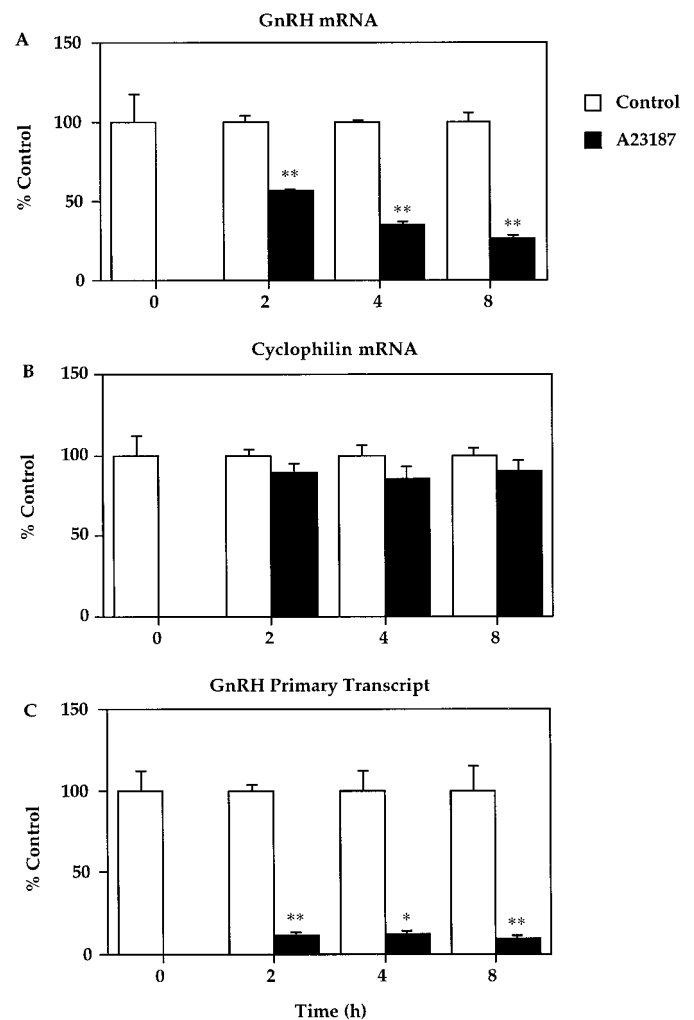 GnRH mRNA
A
150
100
50
0
% Control
0 2 4 8
** ** **
Control
A23187
Cyclophilin mRNA
B
150
100
50
0
% Control
0 2 4 8
GnRH Primary Transcript
C
150
100
50
0
% Control
** * **
0 2 4 8
Time (h)